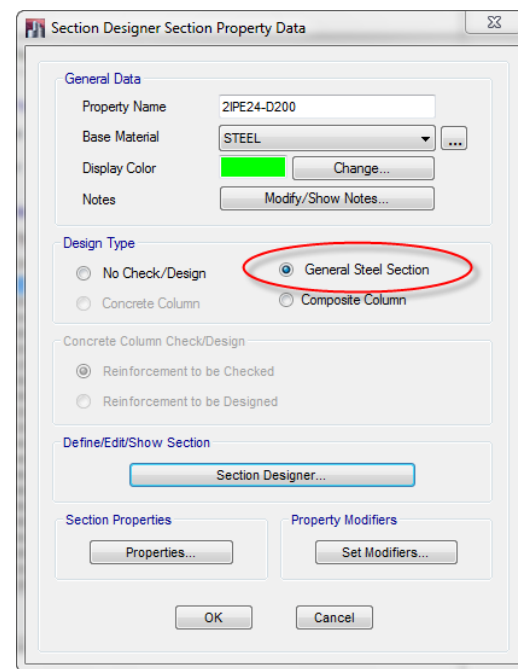 Section Designer Section Property Data
General Data
Property Name 2IPE24-D200
Base Material STEEL ...
Display Color Change...
Notes Modify/Show Notes...
Design Type
No Check/Design General Steel Section
Concrete Column Composite Column
Concrete Column Check/Design
Reinforcement to be Checked
Reinforcement to be Designed
Define/Edit/Show Section
Section Designer...
Section Properties Property Modifiers
Properties... Set Modifiers...
OK Cancel